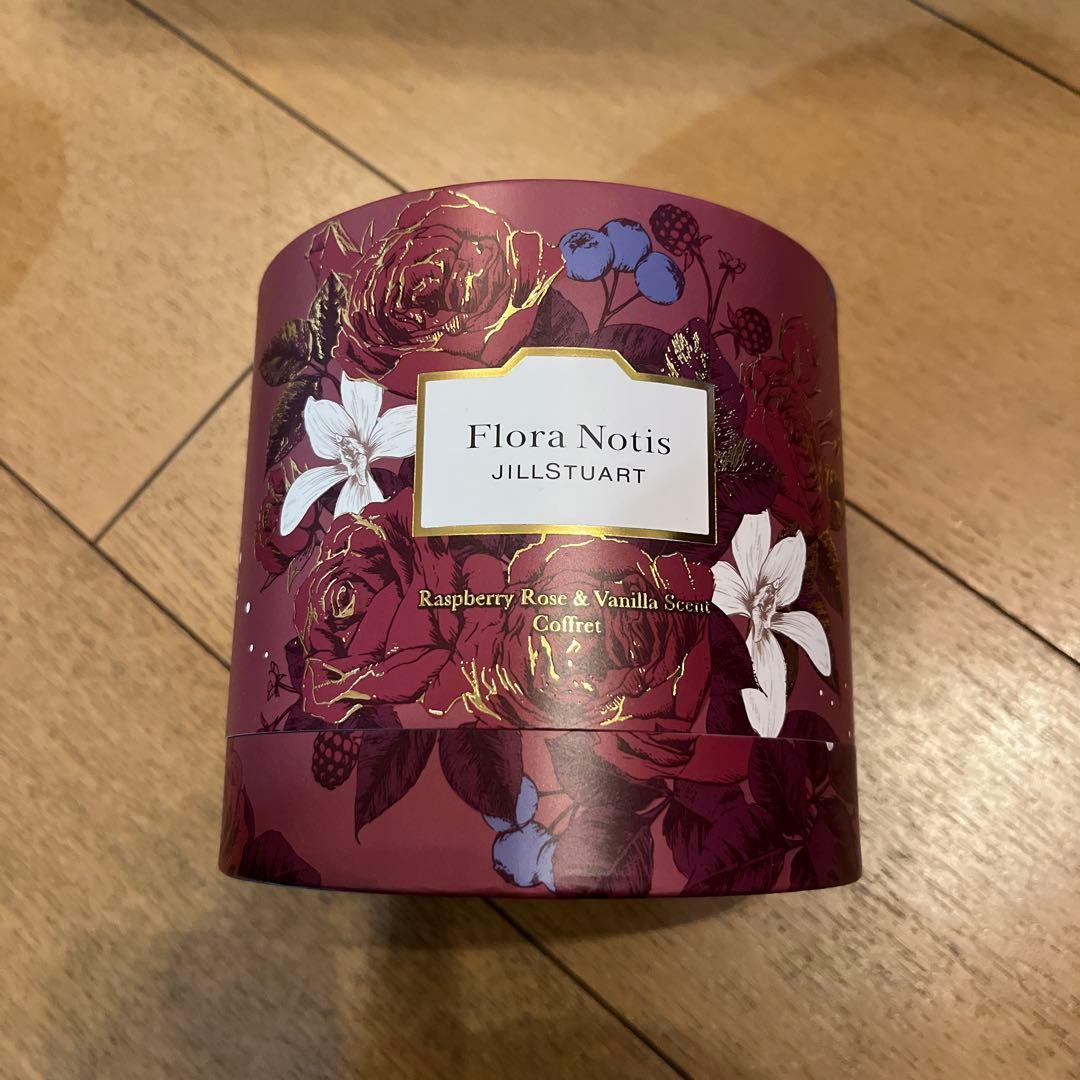 Flora Notis
JILLSTUART
Raspberry Rose & Vanilla Scent
Coffret